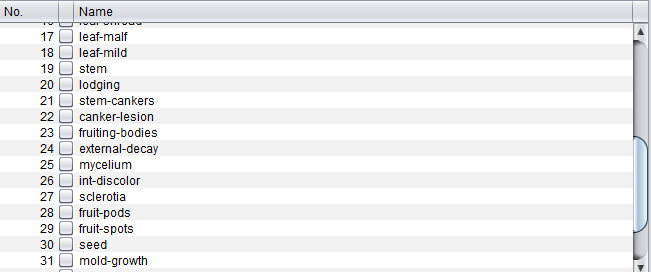 No. Name
17 leaf-malf
18 leaf-mild
19 stem
20 lodging
21 stem-cankers
22 canker-lesion
23 fruiting-bodies
24 external-decay
25 mycelium
26 int-discolor
27 sclerotia
28 fruit-pods
29 fruit-spots
30 seed
31 mold-growth